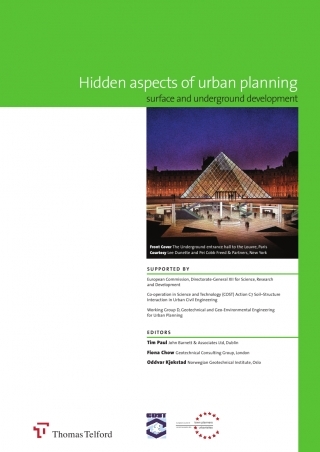 Hidden aspects of urban planning
surface and underground development
Front Cover The Underground entrance hall to the Louvre, Paris
Courtesy Lee Dunette and Pei Cobb Freed & Partners, New York
SUPPORTED BY
European Commission, Directorate-General XII for Science, Research
and Development
Co-operation in Science and Technology (COST) Action C7 Soil-Structure
Interaction in Urban Civil Engineering
Working Group D, Geotechnical and Geo-Environmental Engineering
for Urban Planning
EDITORS
Tim Paul John Barnett & Associates Ltd, Dublin
Fiona Chow Geotechnical Consulting Group, London
Oddvar Kjekstad Norwegian Geotechnical Institute, Oslo
Thomas Telford
COST